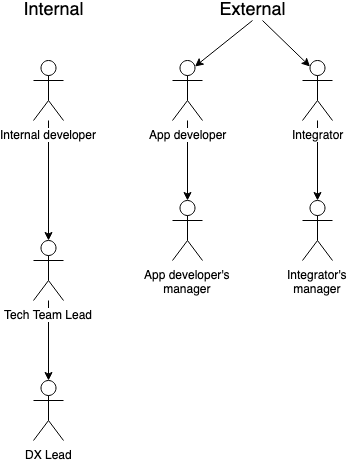 Internal
External
Internal developer
App developer
Integrator
App developer's
manager
Integrator's
manager
Tech Team Lead
DX Lead